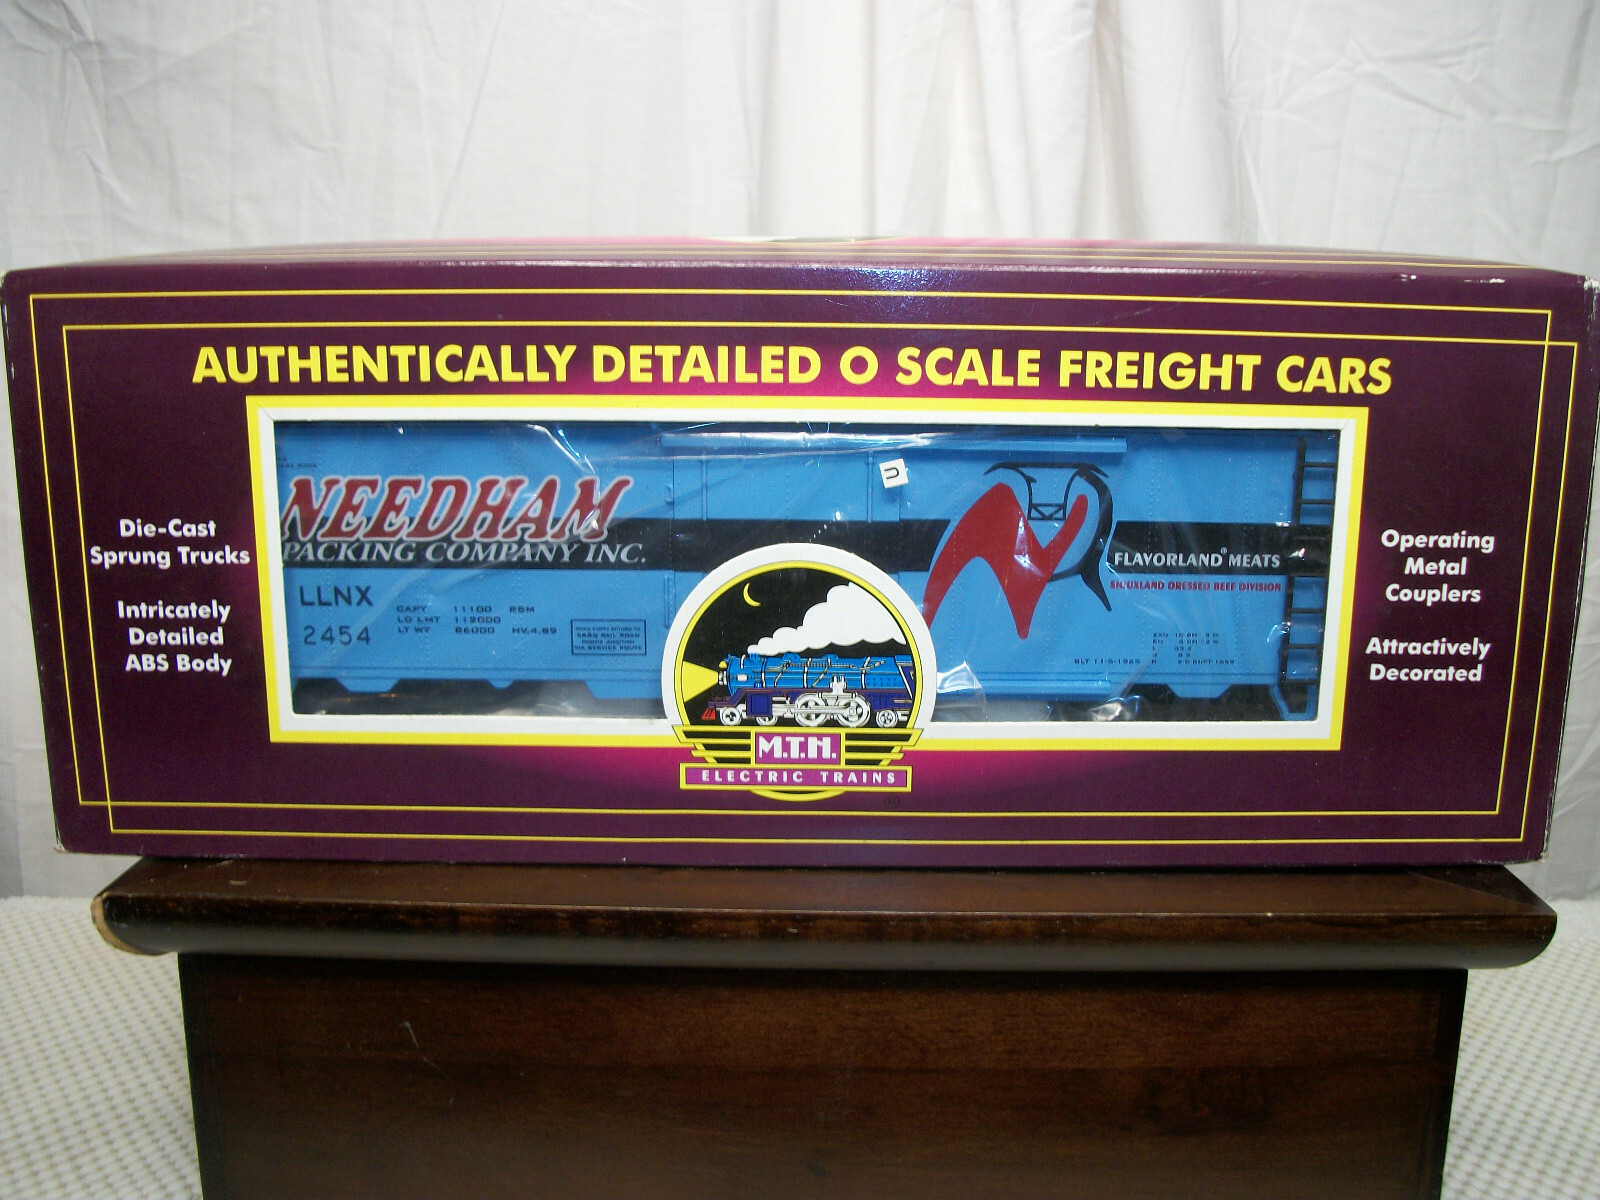 AUTHENTICALLY DETAILED O SCALE FREIGHT CARS
Die-Cast
Sprung Trucks
Intricately
Detailed
ABS Body
NEEDHAM
PACKING COMPANY INC.
LLNX
2454
CAPY 11100
LD LMT 112000
LT WT 66000
U
N
FLAVORLAND® MEATS
SIOUXLAND DRESSED BEEF DIVISION
M.T.H.
ELECTRIC TRAINS
Operating
Metal
Couplers
Attractively
Decorated